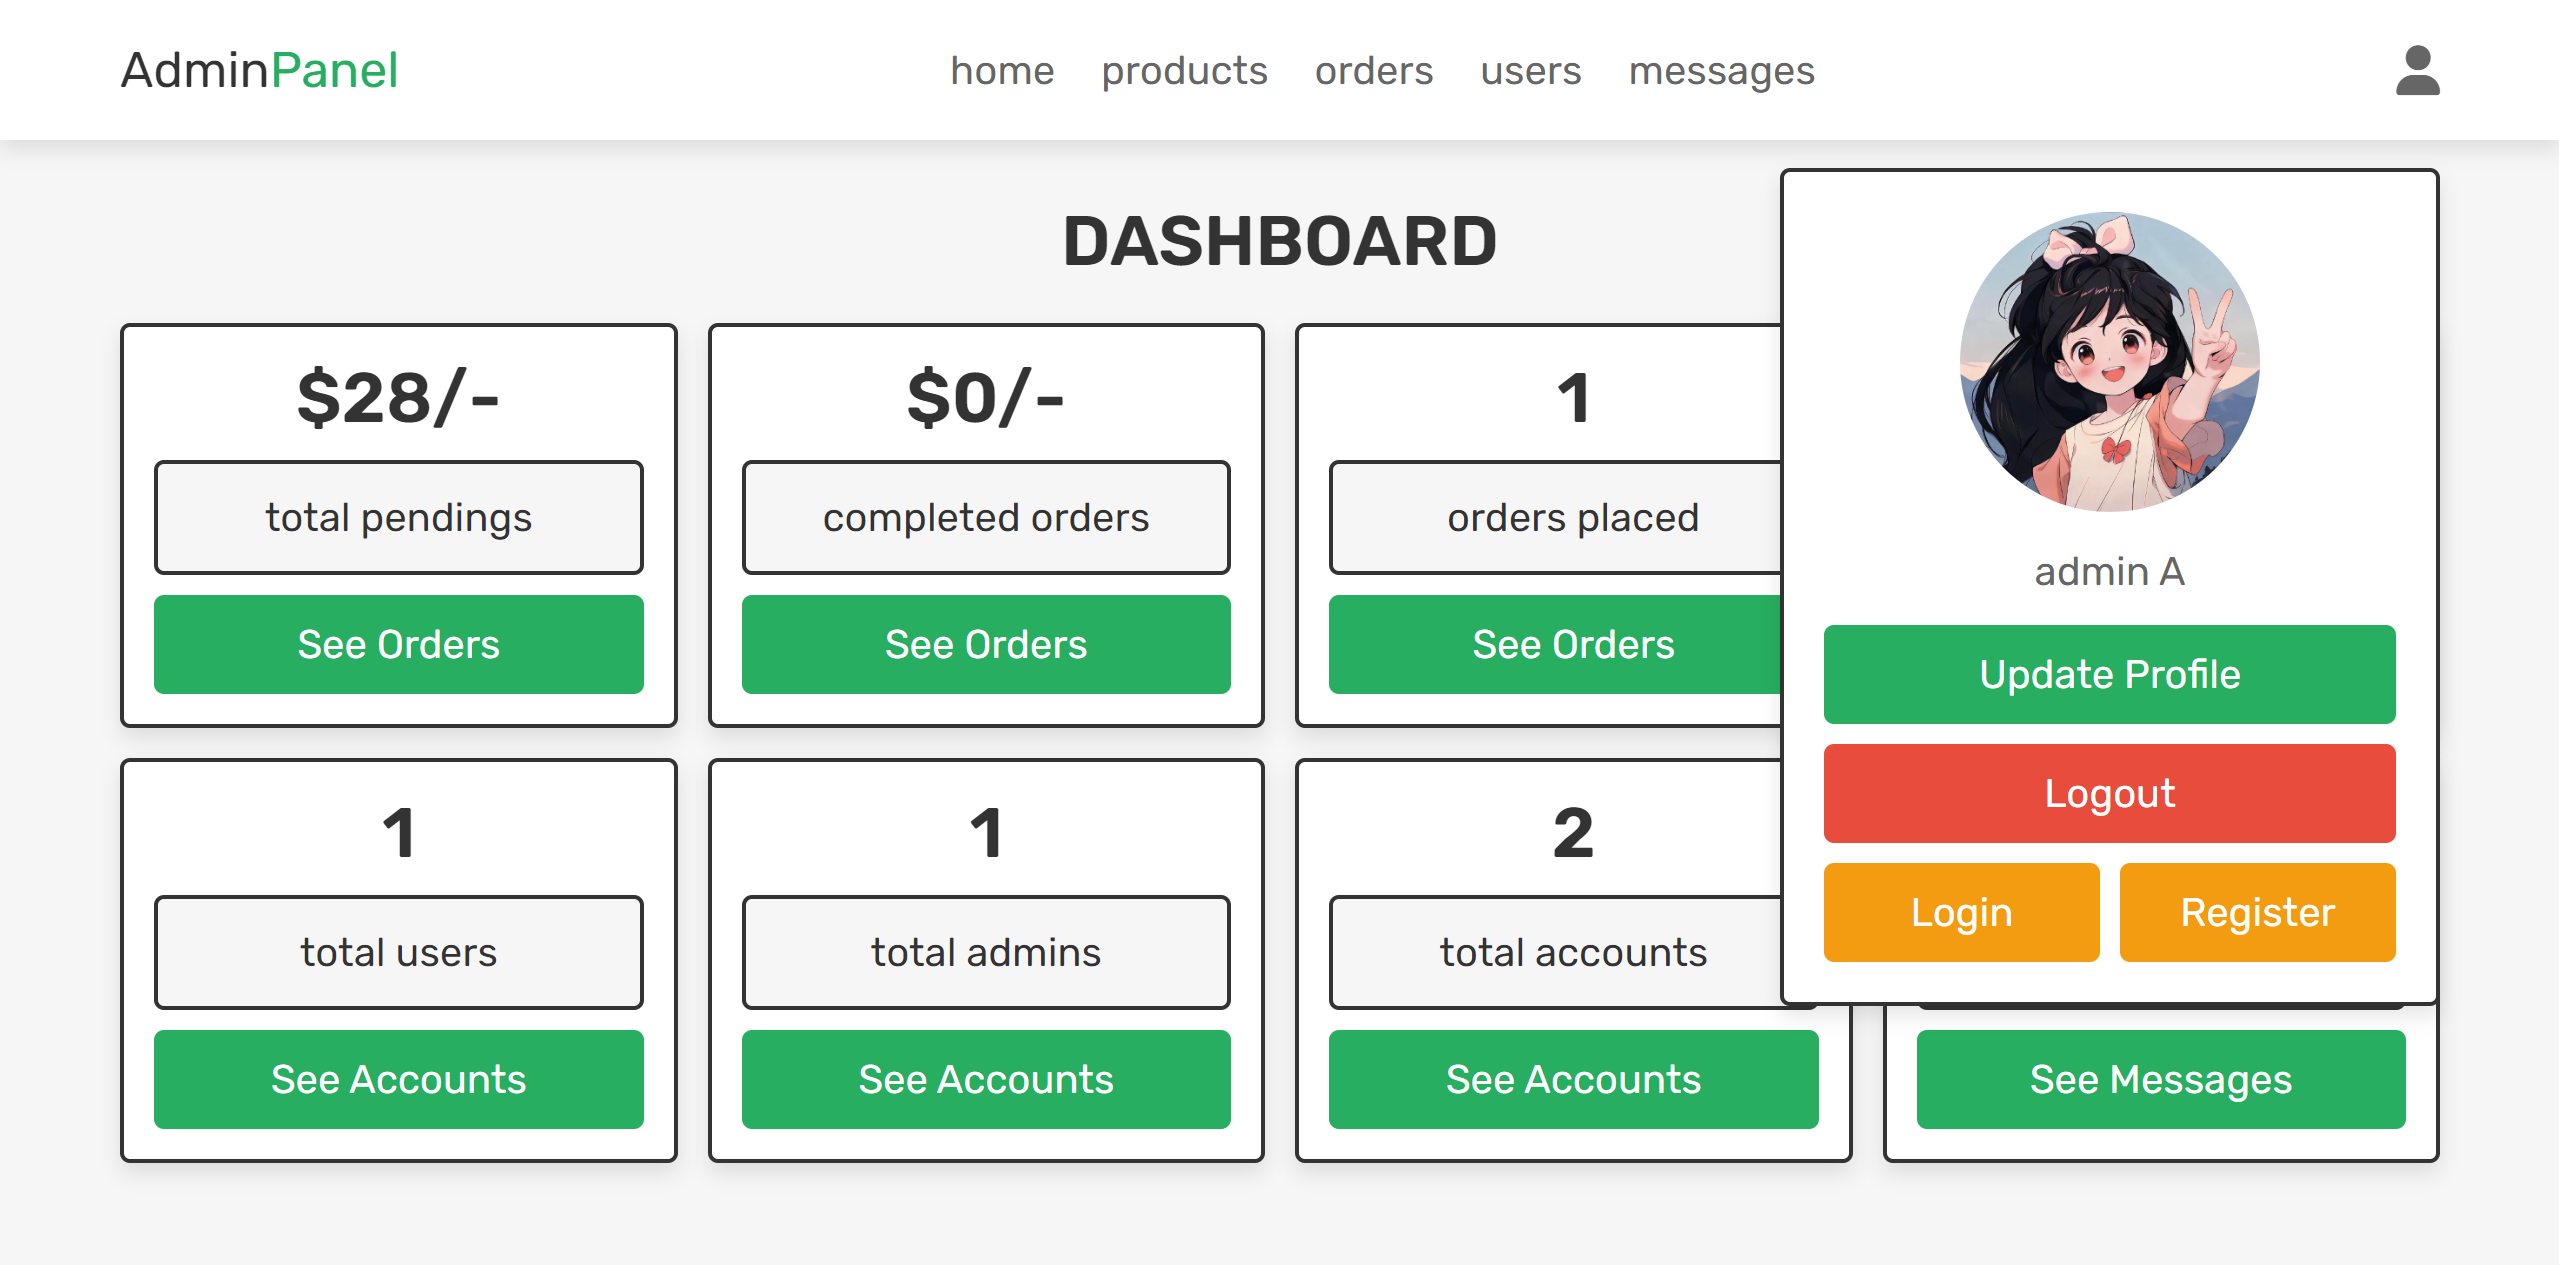 AdminPanel
home products orders users messages
DASHBOARD
$28/-
total pendings
See Orders
$0/-
completed orders
See Orders
1
orders placed
See Orders
admin A
Update Profile
Logout
Login
Register
1
total users
See Accounts
1
total admins
See Accounts
2
total accounts
See Accounts
See Messages